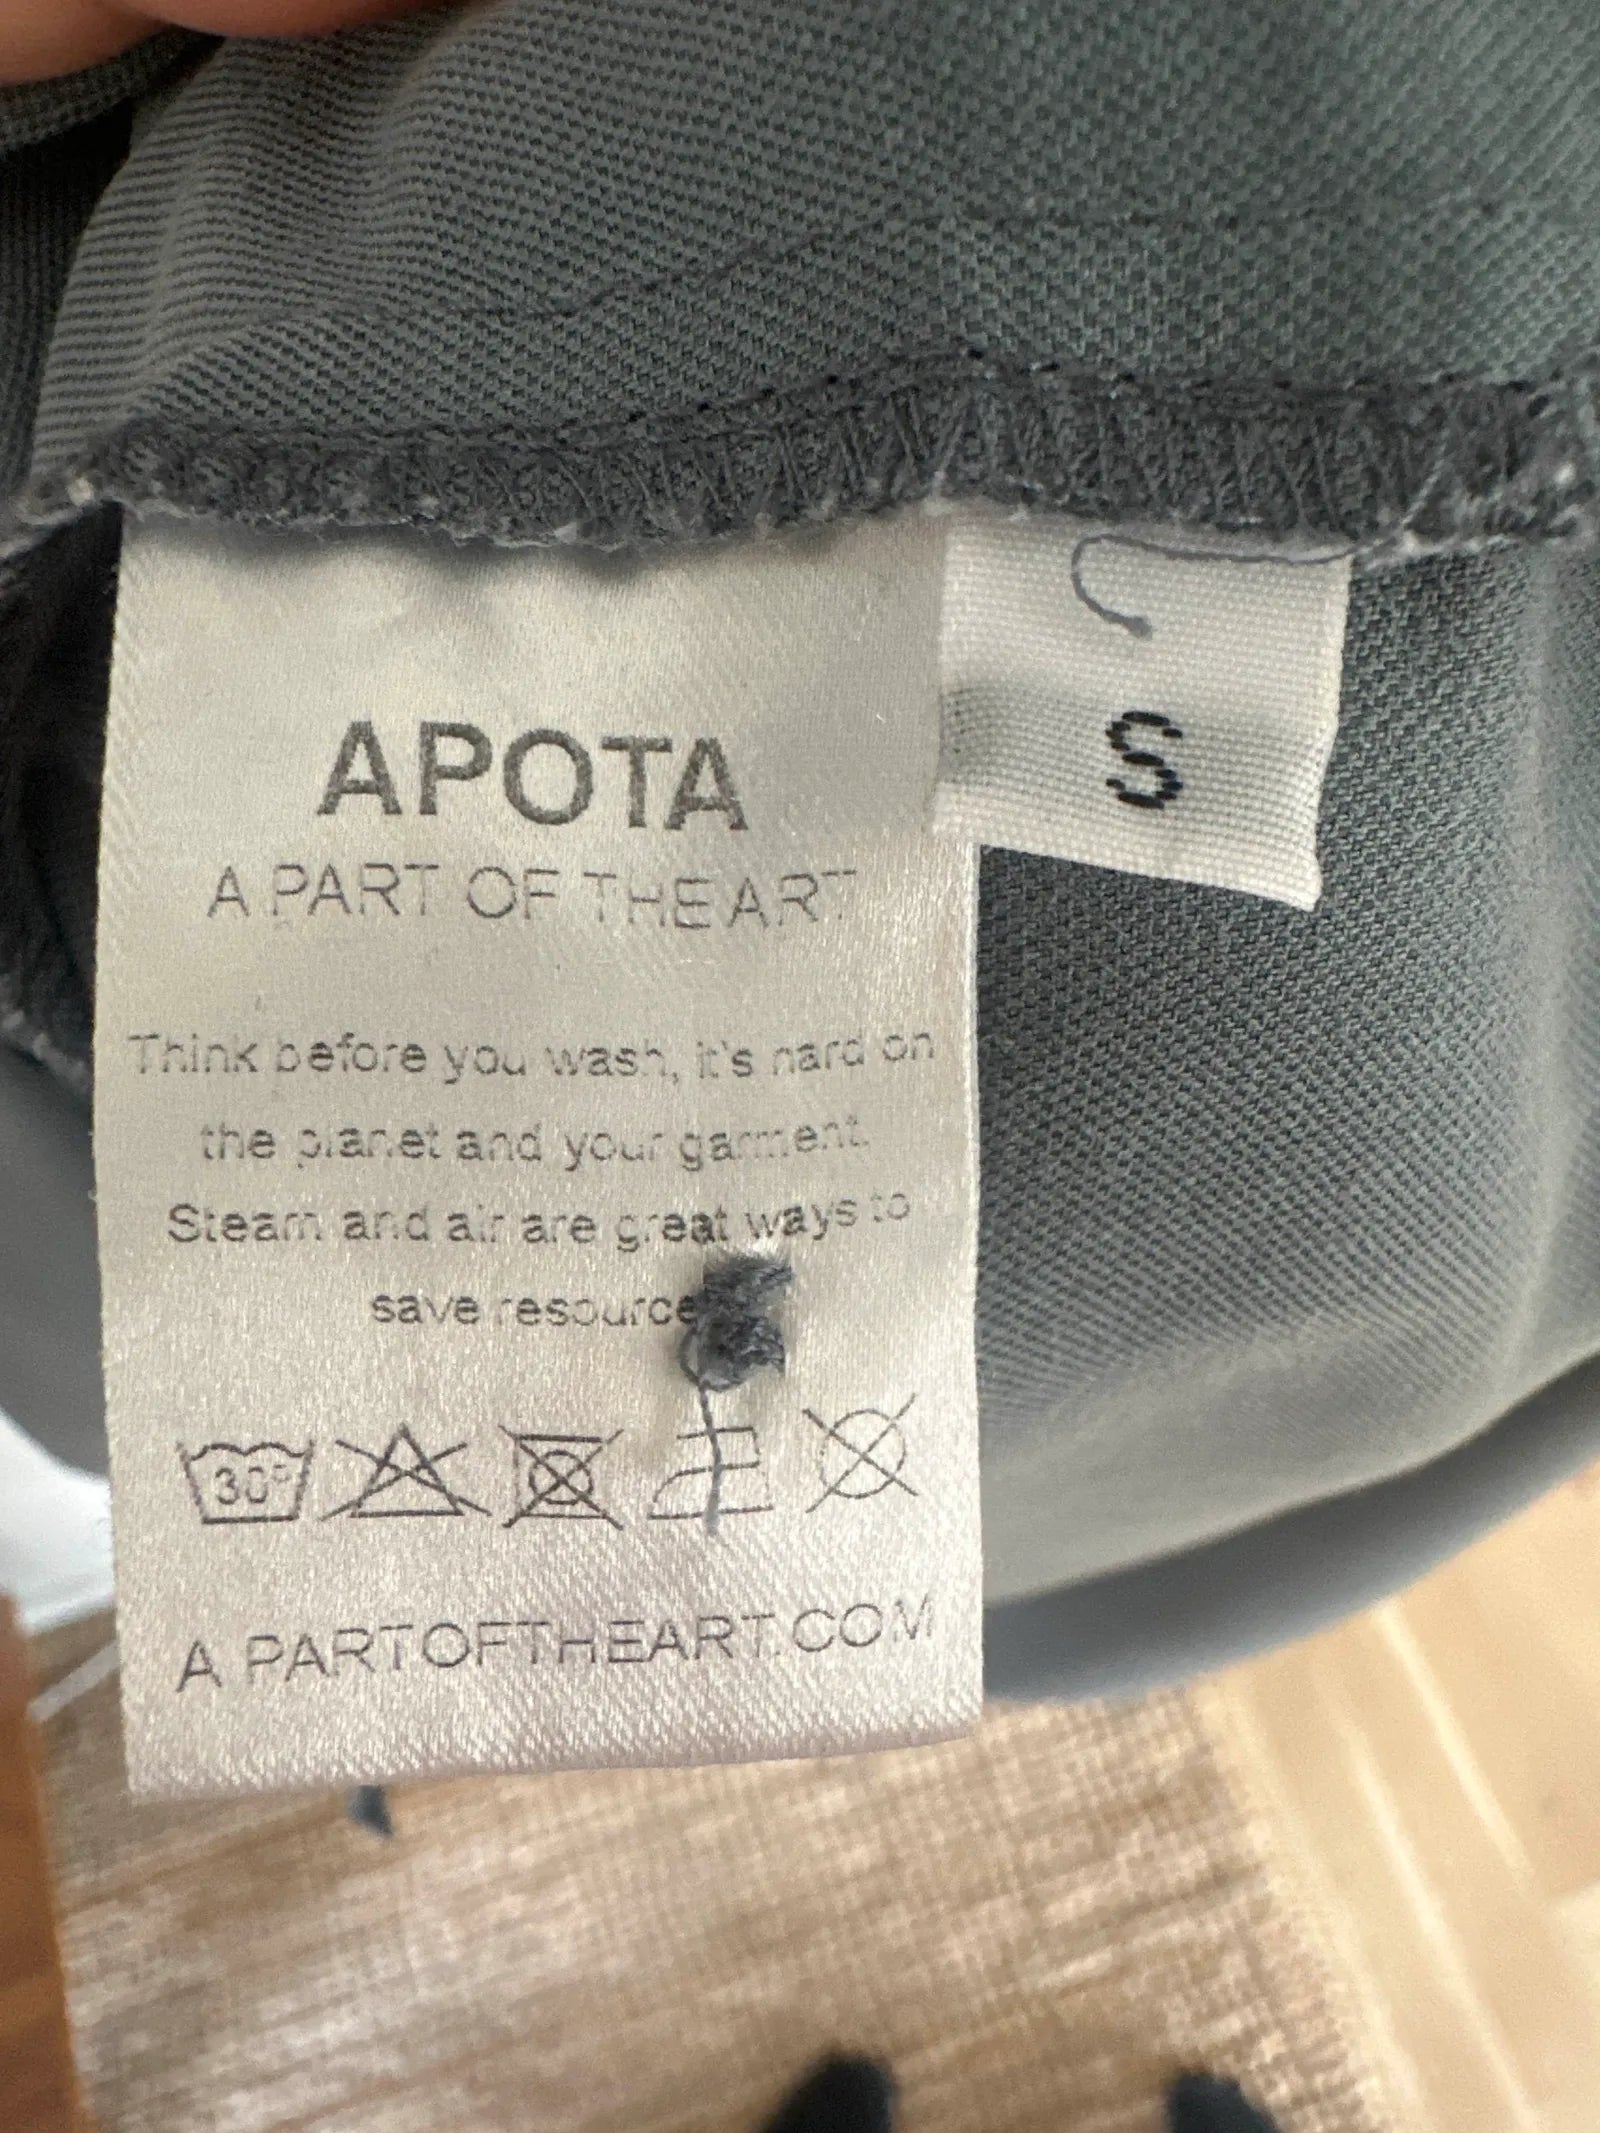 APOTA
A PART OF THE ART
S
Think before you wash, it's hard on
the planet and your garment.
Steam and air are great ways to
save resource
30°
A PARTOFTHEART.COM